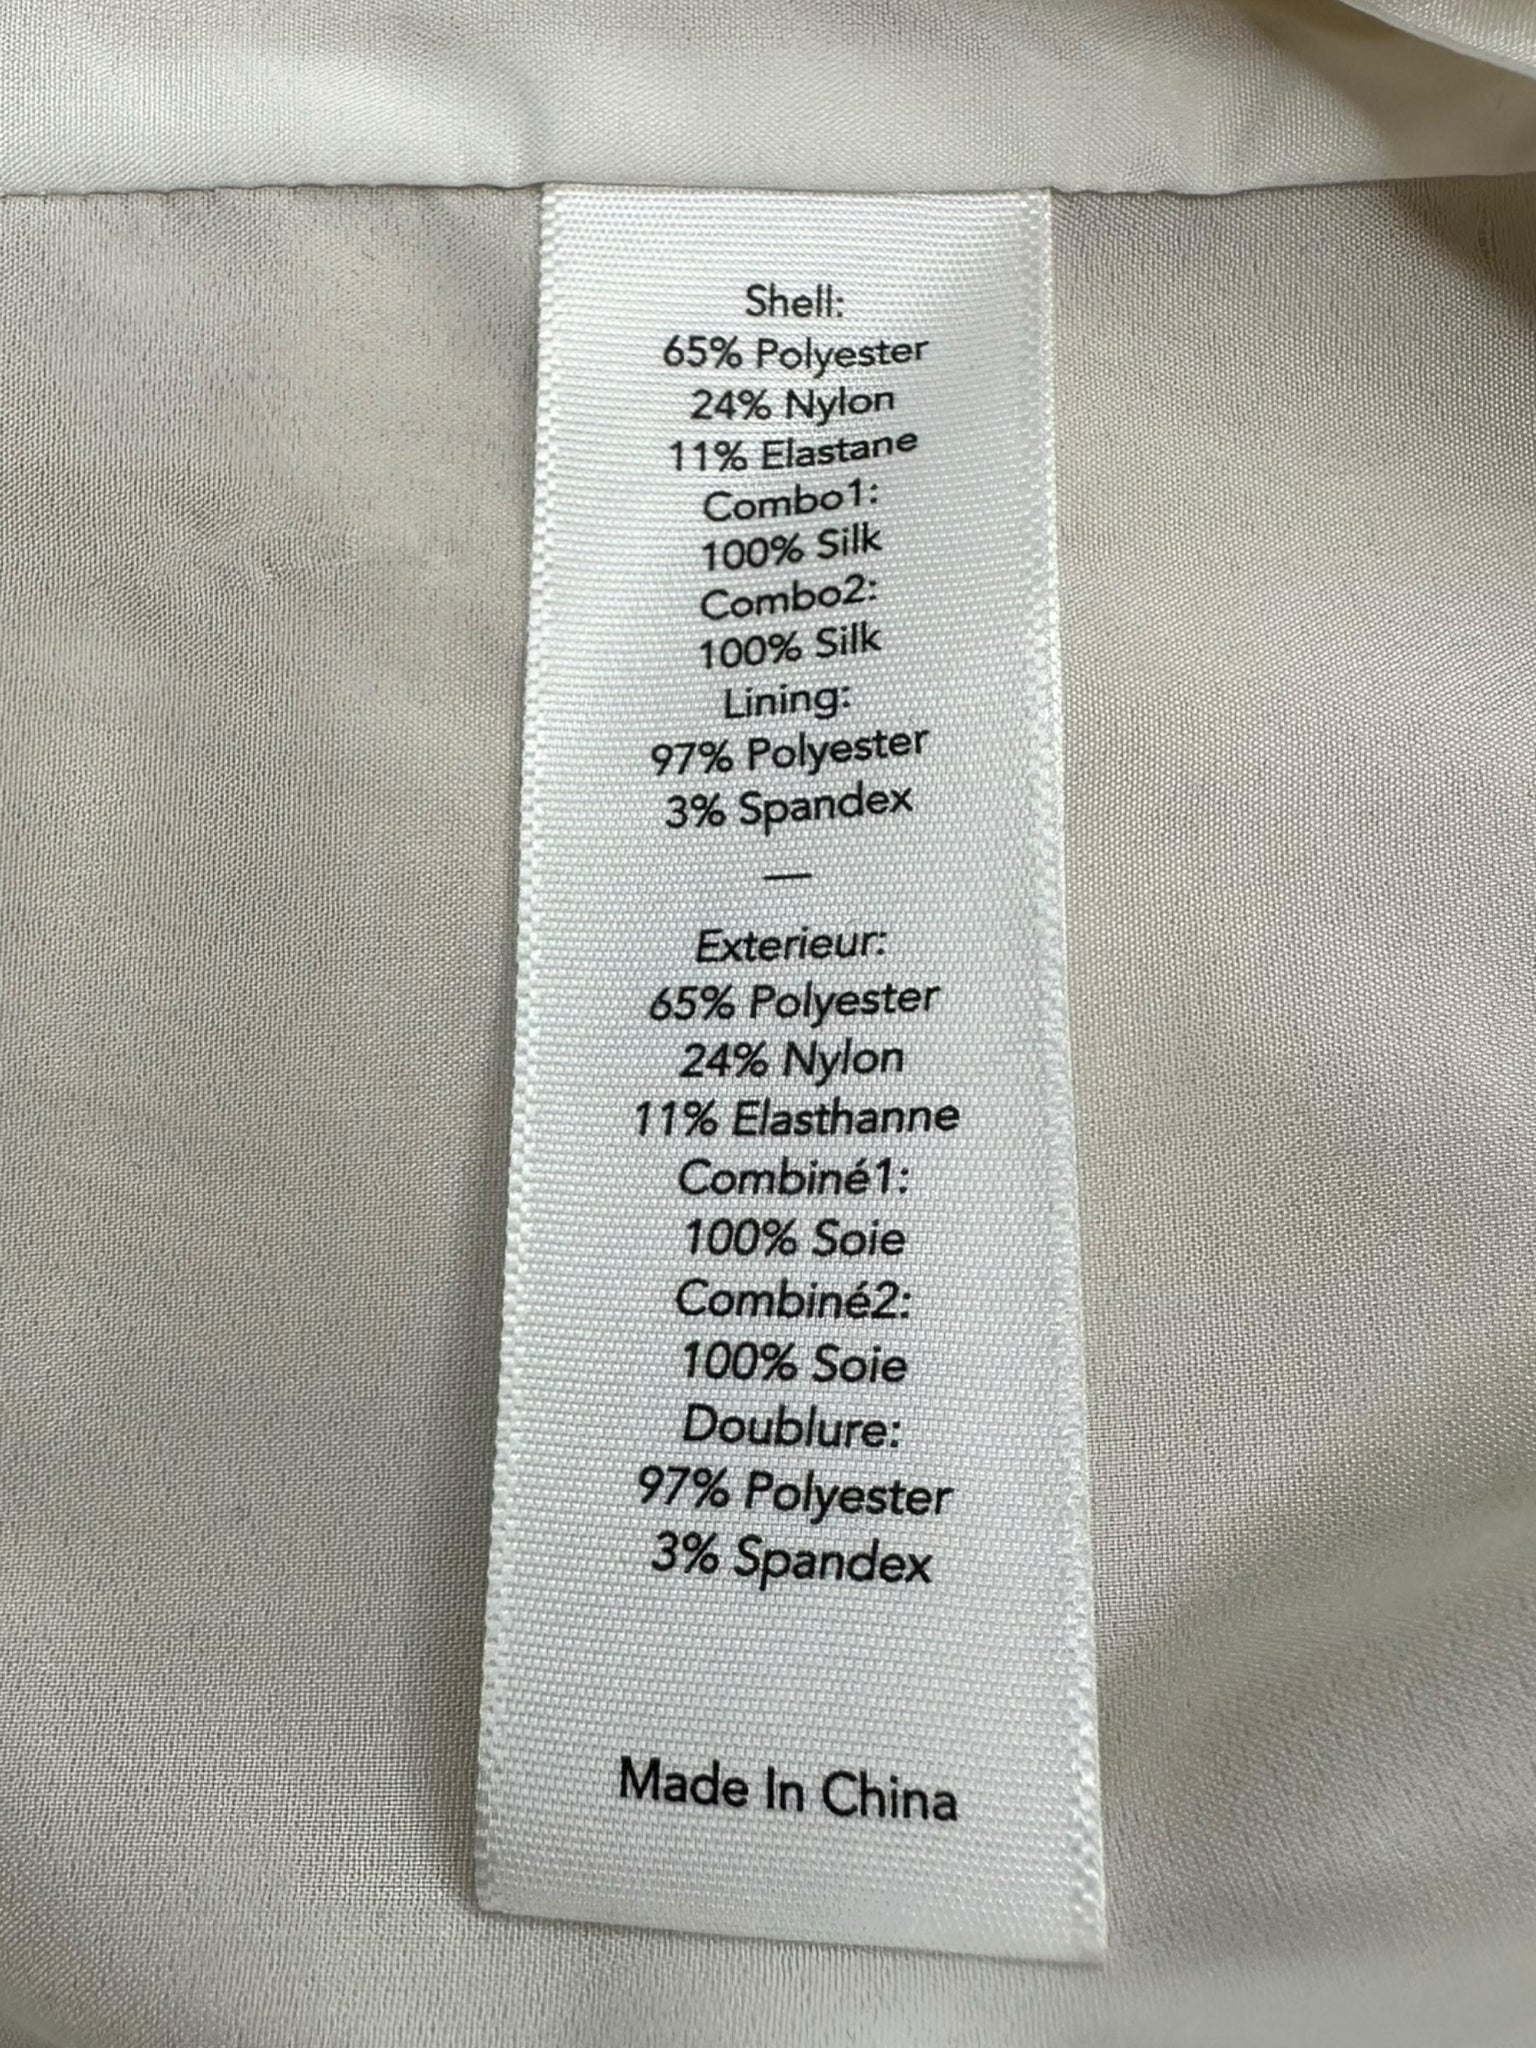 Shell:
65% Polyester
24% Nylon
11% Elastane
Combo1:
100% Silk
Combo2:
100% Silk
Lining:
97% Polyester
3% Spandex
—
Exterieur:
65% Polyester
24% Nylon
11% Elasthanne
Combiné1:
100% Soie
Combiné2:
100% Soie
Doublure:
97% Polyester
3% Spandex
Made In China